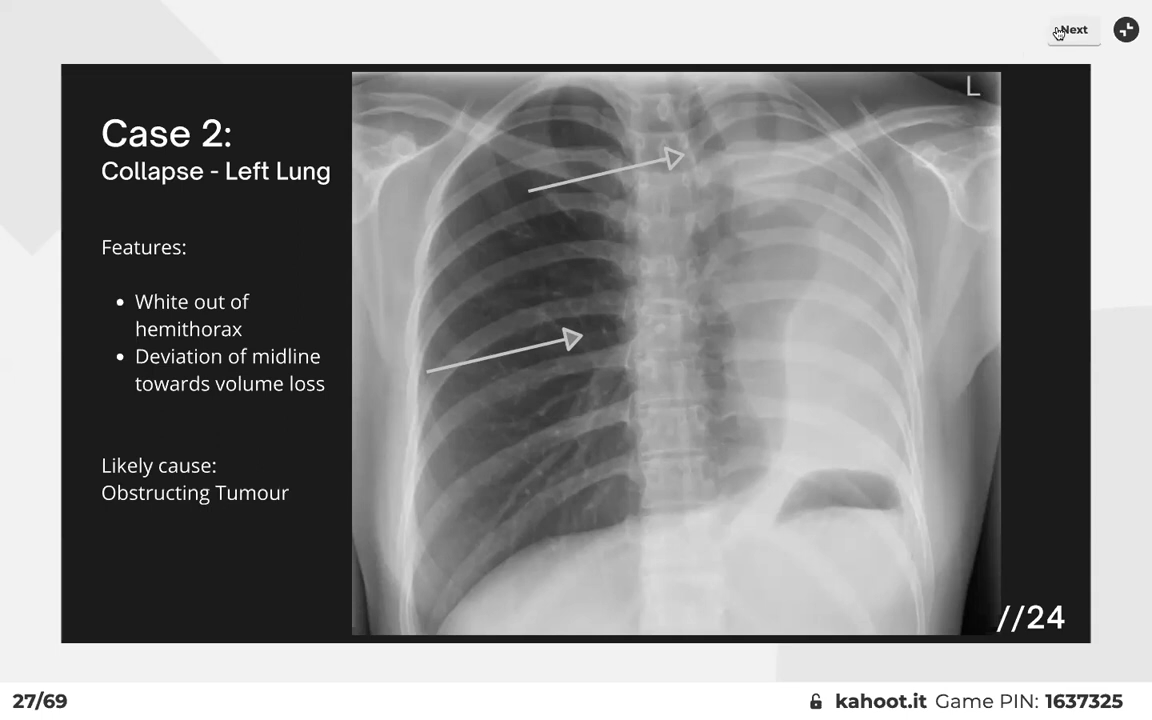 Next
Case 2:
Collapse - Left Lung
L
Features:
• White out of
hemithorax
• Deviation of midline
towards volume loss
Likely cause:
Obstructing Tumour
//24
27/69
kahoot.it Game PIN: 1637325